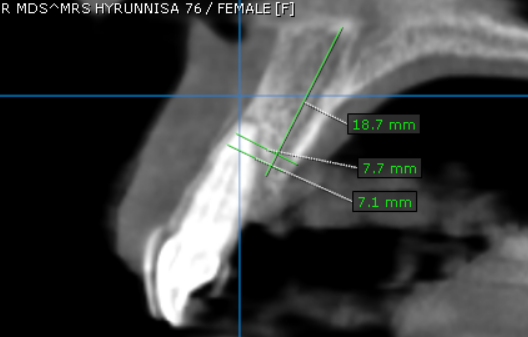 R MDS^MRS HYRUNNISA 76 / FEMALE [F]
18.7 mm
7.7 mm
7.1 mm